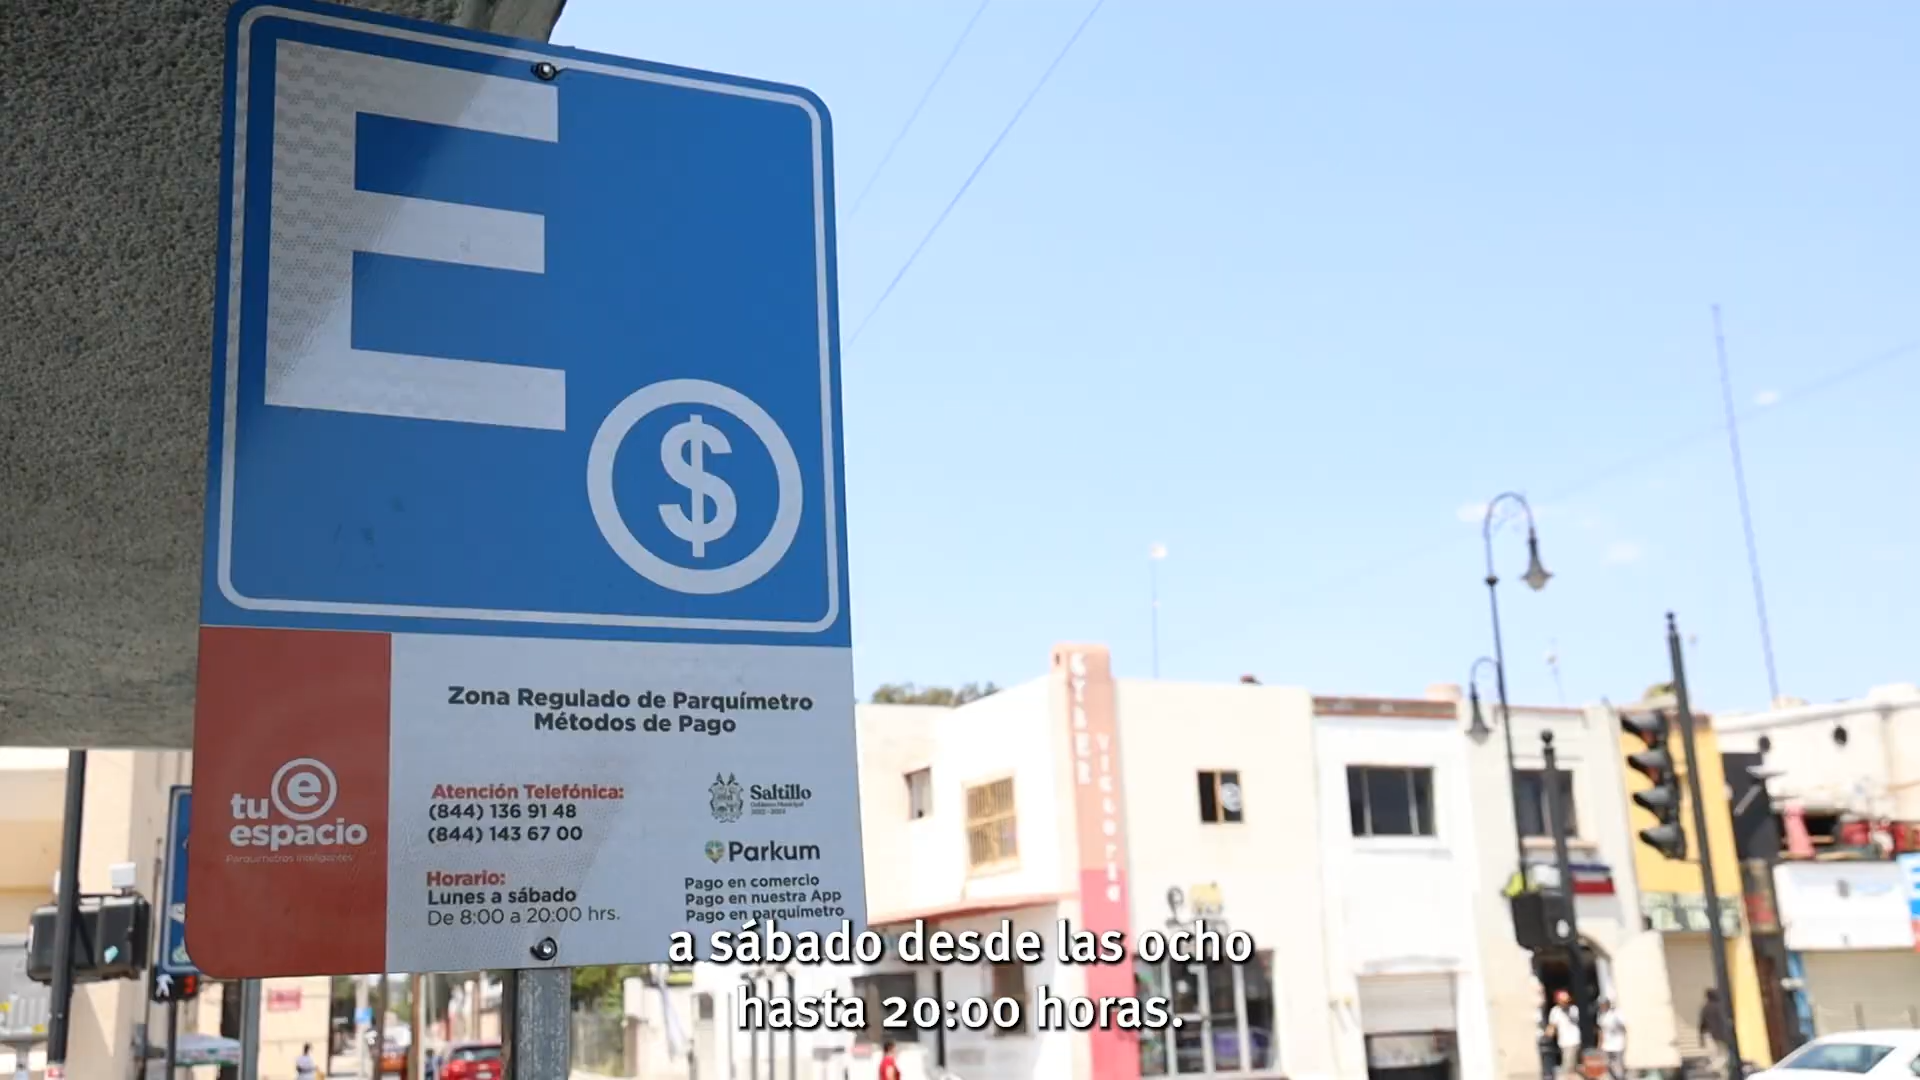 E
$
Zona Regulado de Parquímetro
Métodos de Pago
tu e
espacio
Parquímetros Inteligentes
Atención Telefónica:
(844) 136 91 48
(844) 143 67 00
Horario:
Lunes a sábado
De 8:00 a 20:00 hrs.
Saltillo
Parkum
Pago en comercio
Pago en nuestra App
Pago en parquímetro
a sábado desde las ocho
hasta 20:00 horas.